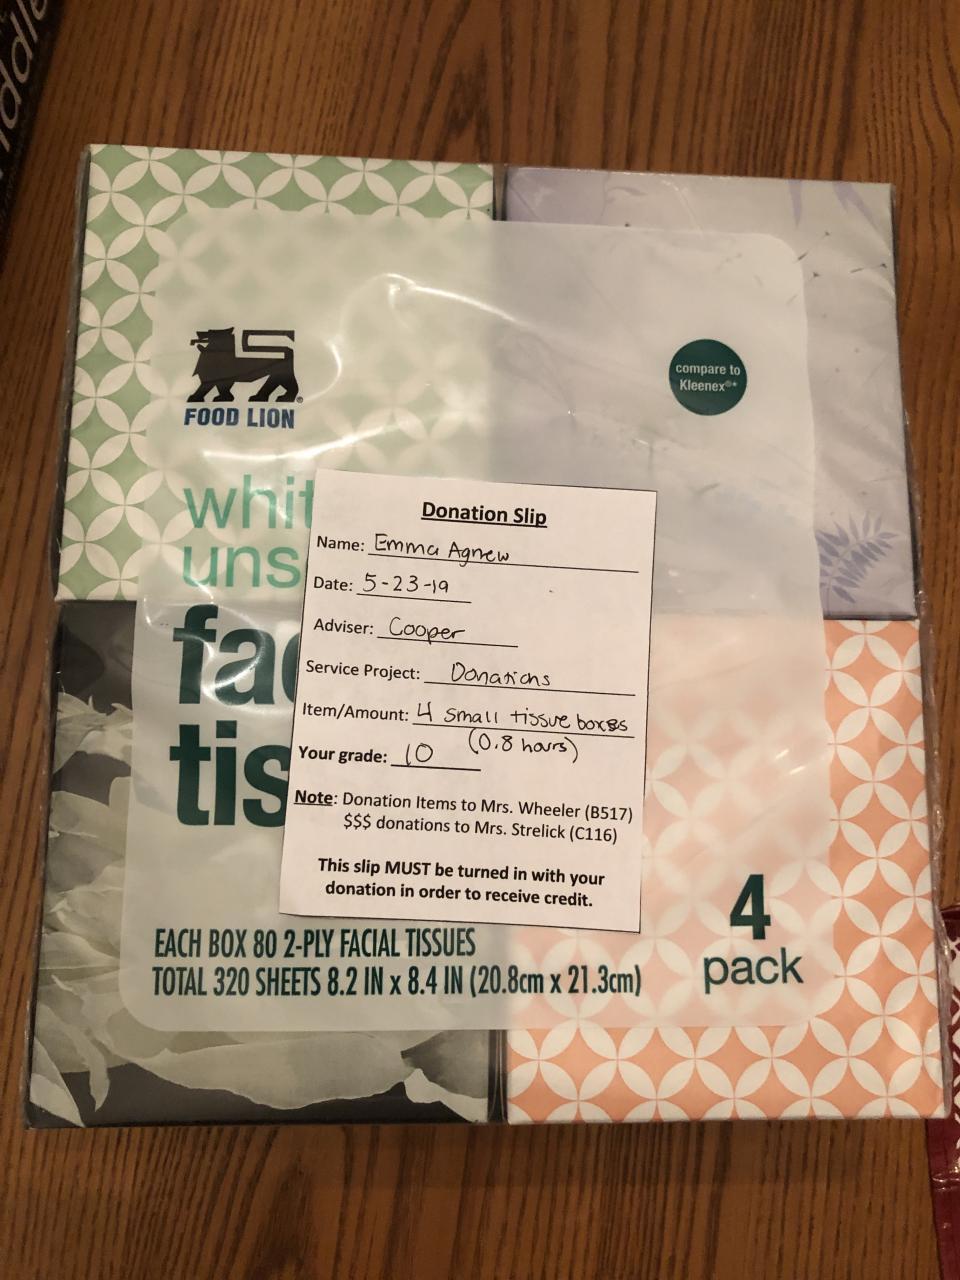 FOOD LION
compare to
Kleenex®*
whit
uns
fac
tis
Donation Slip
Name: Emma Agnew
Date: 5-23-19
Adviser: Cooper
Service Project: Donations
Item/Amount: 4 small tissue boxes
(0.8 hours)
Your grade: 10
Note: Donation Items to Mrs. Wheeler (B517)
$$$ donations to Mrs. Strelick (C116)
This slip MUST be turned in with your
donation in order to receive credit.
4
pack
EACH BOX 80 2-PLY FACIAL TISSUES
TOTAL 320 SHEETS 8.2 IN x 8.4 IN (20.8cm x 21.3cm)